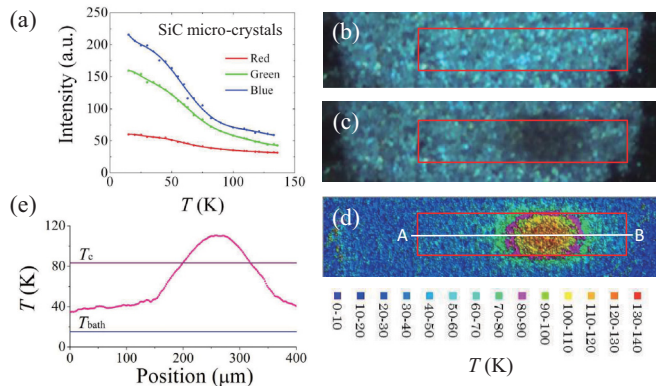 (a)
SiC micro-crystals
Red
Green
Blue
Intensity (a.u.)
250
200
150
100
50
0
0
50
100
150
T (K)
(b)
(c)
(d)
A
B
0-10
10-20
20-30
30-40
40-50
50-60
60-70
70-80
80-90
90-100
100-110
110-120
120-130
130-140
T (K)
(e)
T (K)
120
80
40
0
Tc
Tbath
0
100
200
300
400
Position (μm)